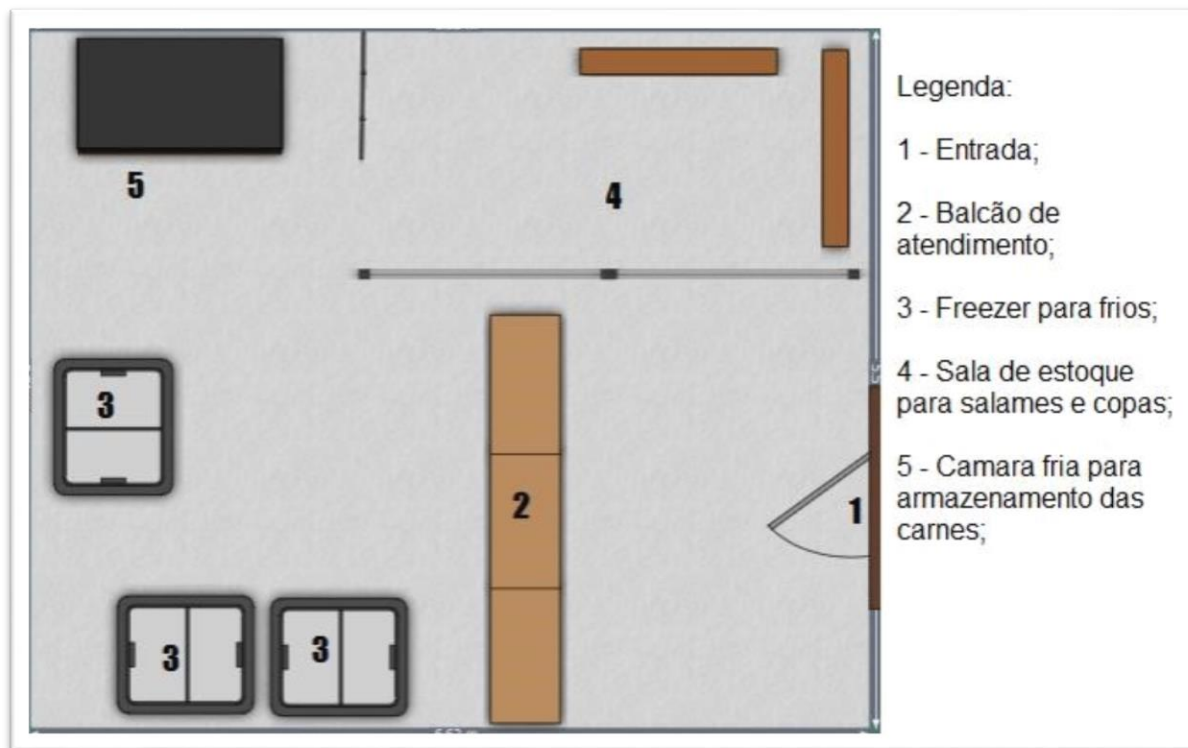 5
4
3
2
1
3
3
Legenda:
1 - Entrada;
2 - Balcão de
atendimento;
3 - Freezer para frios;
4 - Sala de estoque
para salames e copas;
5 - Camara fria para
armazenamento das
carnes;